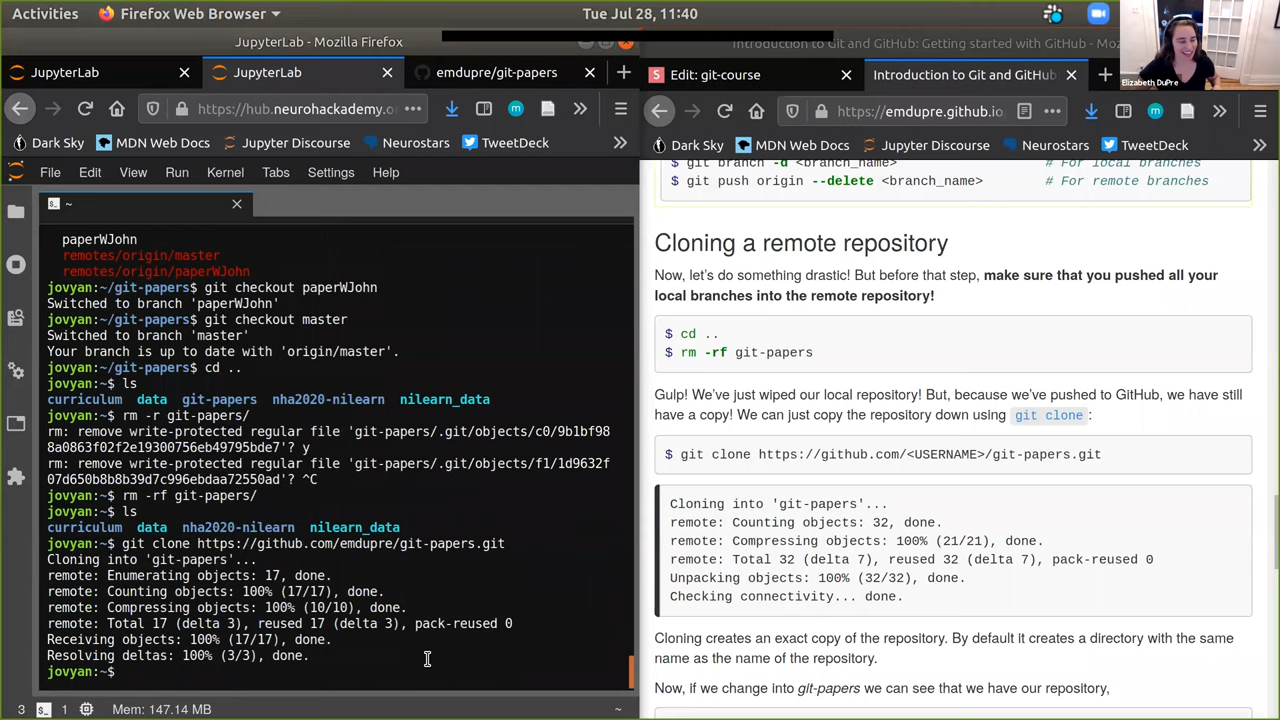 Activities
Firefox Web Browser
Tue Jul 28, 11:40
JupyterLab - Mozilla Firefox
Introduction to Git and GitHub: Getting started with GitHub - Moz
Elizabeth DuPre
JupyterLab
JupyterLab
emdupre/git-papers
https://hub.neurohackademy.o
Dark Sky
MDN Web Docs
Jupyter Discourse
Neurostars
TweetDeck
File
Edit
View
Run
Kernel
Tabs
Settings
Help
~
paperWJohn
remotes/origin/master
remotes/origin/paperWJohn
jovyan:~/git-papers$ git checkout paperWJohn
Switched to branch 'paperWJohn'
jovyan:~/git-papers$ git checkout master
Switched to branch 'master'
Your branch is up to date with 'origin/master'.
jovyan:~/git-papers$ cd ..
jovyan:~$ ls
curriculum data git-papers nha2020-nilearn nilearn_data
jovyan:~$ rm -r git-papers/
rm: remove write-protected regular file 'git-papers/.git/objects/c0/9b1bf98
8a0863f02f2e19300756eb49795bde7'? y
rm: remove write-protected regular file 'git-papers/.git/objects/f1/1d9632f
07d650b8b8b39d7c996ebdaa72550ad'? ^C
jovyan:~$ rm -rf git-papers/
jovyan:~$ ls
curriculum data nha2020-nilearn nilearn_data
jovyan:~$ git clone https://github.com/emdupre/git-papers.git
Cloning into 'git-papers'...
remote: Enumerating objects: 17, done.
remote: Counting objects: 100% (17/17), done.
remote: Compressing objects: 100% (10/10), done.
remote: Total 17 (delta 3), reused 17 (delta 3), pack-reused 0
Receiving objects: 100% (17/17), done.
Resolving deltas: 100% (3/3), done.
jovyan:~$
3
1
Mem: 147.14 MB
Edit: git-course
Introduction to Git and GitHub:
https://emdupre.github.io
Dark Sky
MDN Web Docs
Jupyter Discourse
Neurostars
TweetDeck
$ git branch -d <branch_name> # For local branches
$ git push origin --delete <branch_name> # For remote branches
Cloning a remote repository
Now, let's do something drastic! But before that step, make sure that you pushed all your
local branches into the remote repository!
$ cd ..
$ rm -rf git-papers
Gulp! We've just wiped our local repository! But, because we've pushed to GitHub, we have still
have a copy! We can just copy the repository down using git clone :
$ git clone https://github.com/<USERNAME>/git-papers.git
Cloning into 'git-papers'...
remote: Counting objects: 32, done.
remote: Compressing objects: 100% (21/21), done.
remote: Total 32 (delta 7), reused 32 (delta 7), pack-reused 0
Unpacking objects: 100% (32/32), done.
Checking connectivity... done.
Cloning creates an exact copy of the repository. By default it creates a directory with the same
name as the name of the repository.
Now, if we change into git-papers we can see that we have our repository,